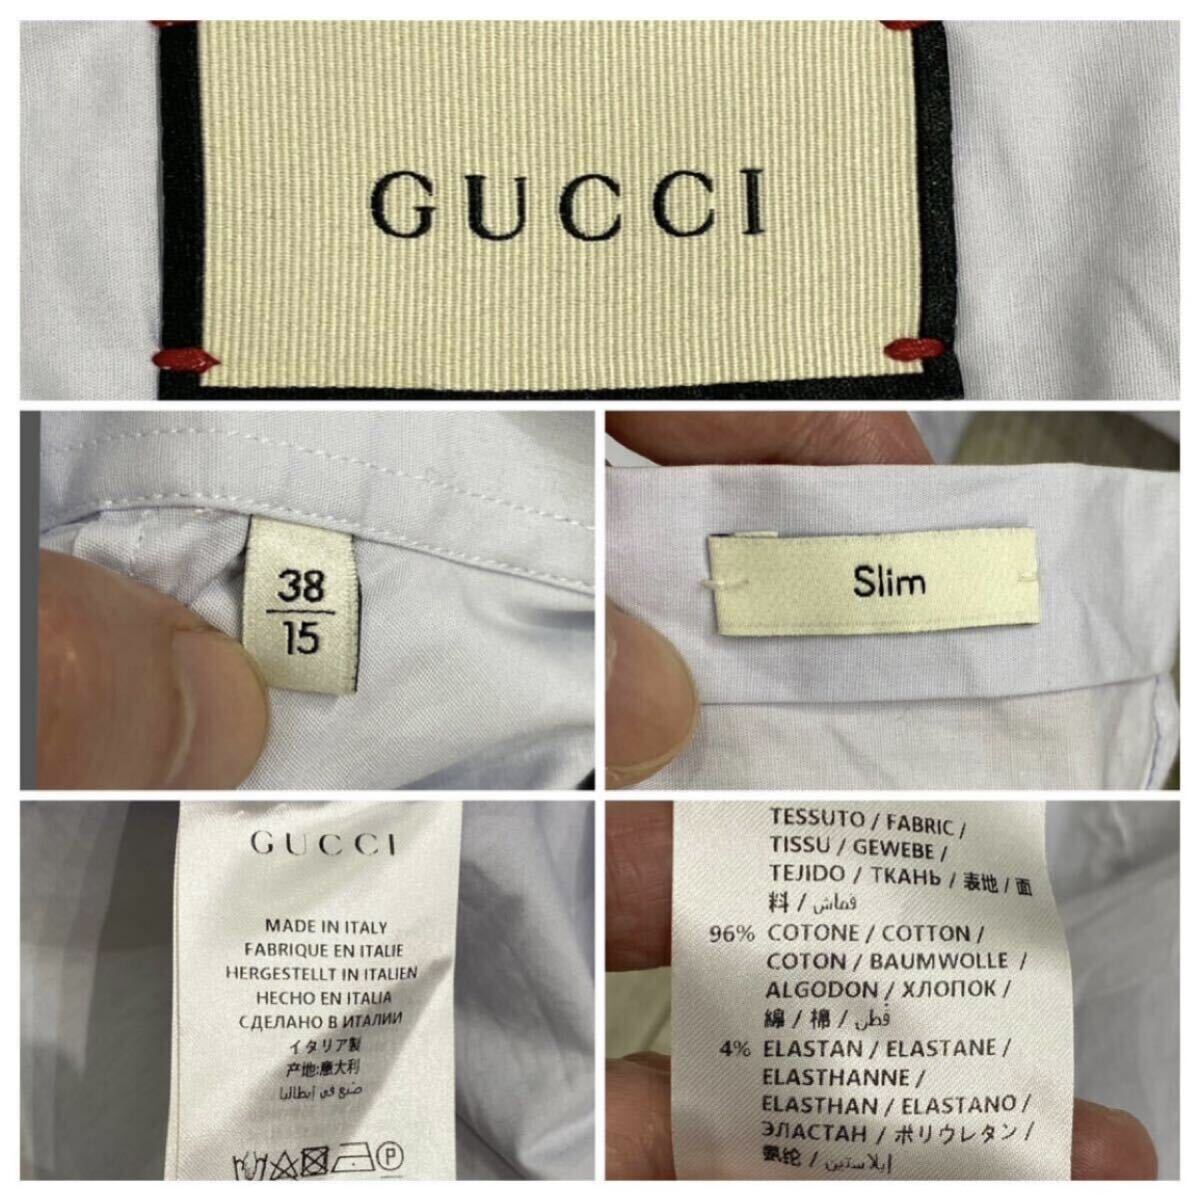 GUCCI
38
15
Slim
GUCCI
MADE IN ITALY
FABRIQUE EN ITALIE
HERGESTELLT IN ITALIEN
HECHO EN ITALIA
СДЕЛАНО В ИТАЛИИ
イタリア製
产地:意大利
صنع في إيطاليا
P
TESSUTO / FABRIC /
TISSU / GEWEBE /
TEJIDO / ТКАНЬ / 表地 / 面
料 / قماش
96% COTONE / COTTON /
COTON / BAUMWOLLE /
ALGODON / ХЛОПОК /
綿 / 棉 / قطن
4% ELASTAN / ELASTANE /
ELASTHANNE /
ELASTHAN / ELASTANO /
ЭЛАСТАН / ポリウレタン /
氨纶 / إيلاستين